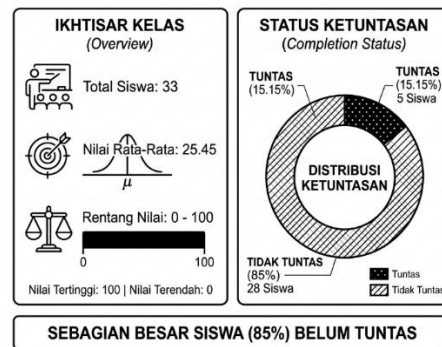 IKHTISAR KELAS
(Overview)
Total Siswa: 33
Nilai Rata-Rata: 25.45
μ
Rentang Nilai: 0 - 100
0 100
Nilai Tertinggi: 100 | Nilai Terendah: 0
STATUS KETUNTASAN
(Completion Status)
TUNTAS
(15.15%)
TUNTAS
(15.15%)
5 Siswa
DISTRIBUSI
KETUNTASAN
TIDAK TUNTAS
(85%)
28 Siswa
Tuntas
Tidak Tuntas
SEBAGIAN BESAR SISWA (85%) BELUM TUNTAS